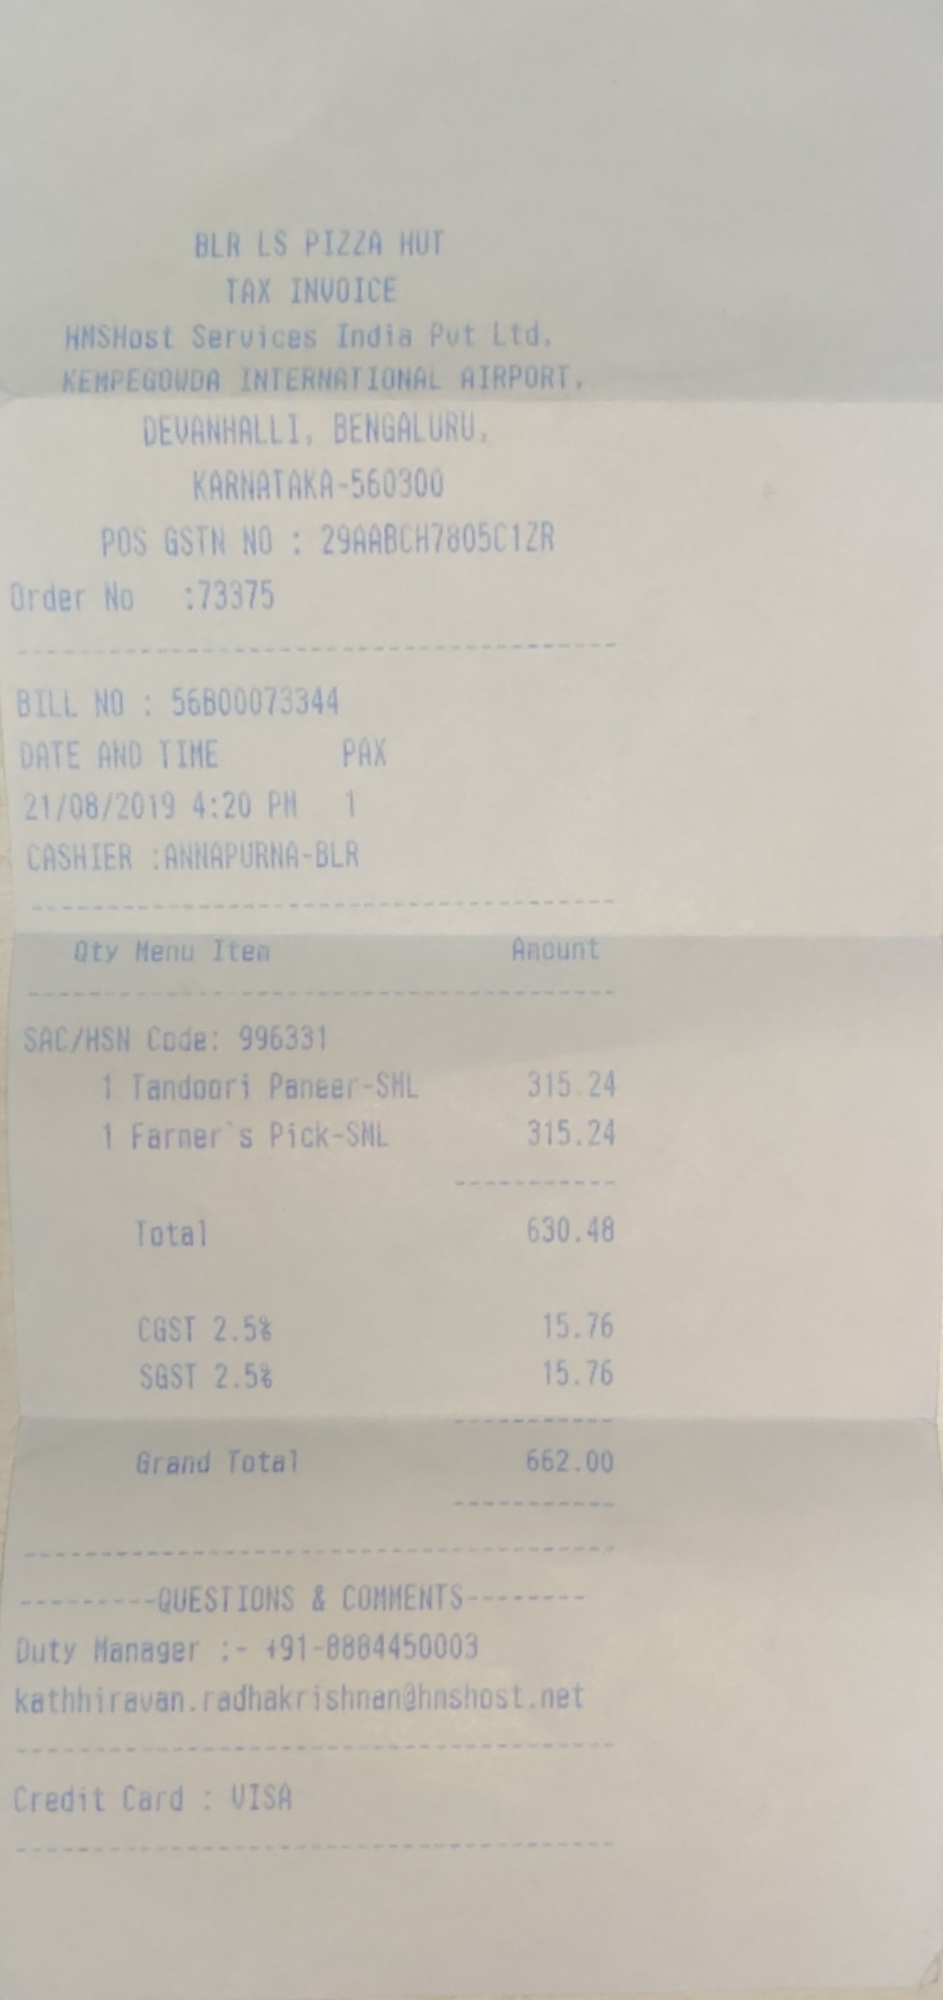 BLR LS PIZZA HUT
TAX INVOICE
HMSHost Services India Pvt Ltd,
KEMPEGOWDA INTERNATIONAL AIRPORT,
DEVANHALLI, BENGALURU,
KARNATAKA-560300
POS GSTN NO : 29AABCH7805C1ZR
Order No :73375
BILL NO : 56B00073344
DATE AND TIME PAX
21/08/2019 4:20 PM 1
CASHIER :ANNAPURNA-BLR
Qty Menu Item Amount
SAC/HSN Code: 996331
1 Tandoori Paneer-SML 315.24
1 Farmer`s Pick-SML 315.24
Total 630.48
CGST 2.5% 15.76
SGST 2.5% 15.76
Grand Total 662.00
---------QUESTIONS & COMMENTS--------
Duty Manager :- +91-8884450003
kathhiravan.radhakrishnan@hmshost.net
Credit Card : VISA